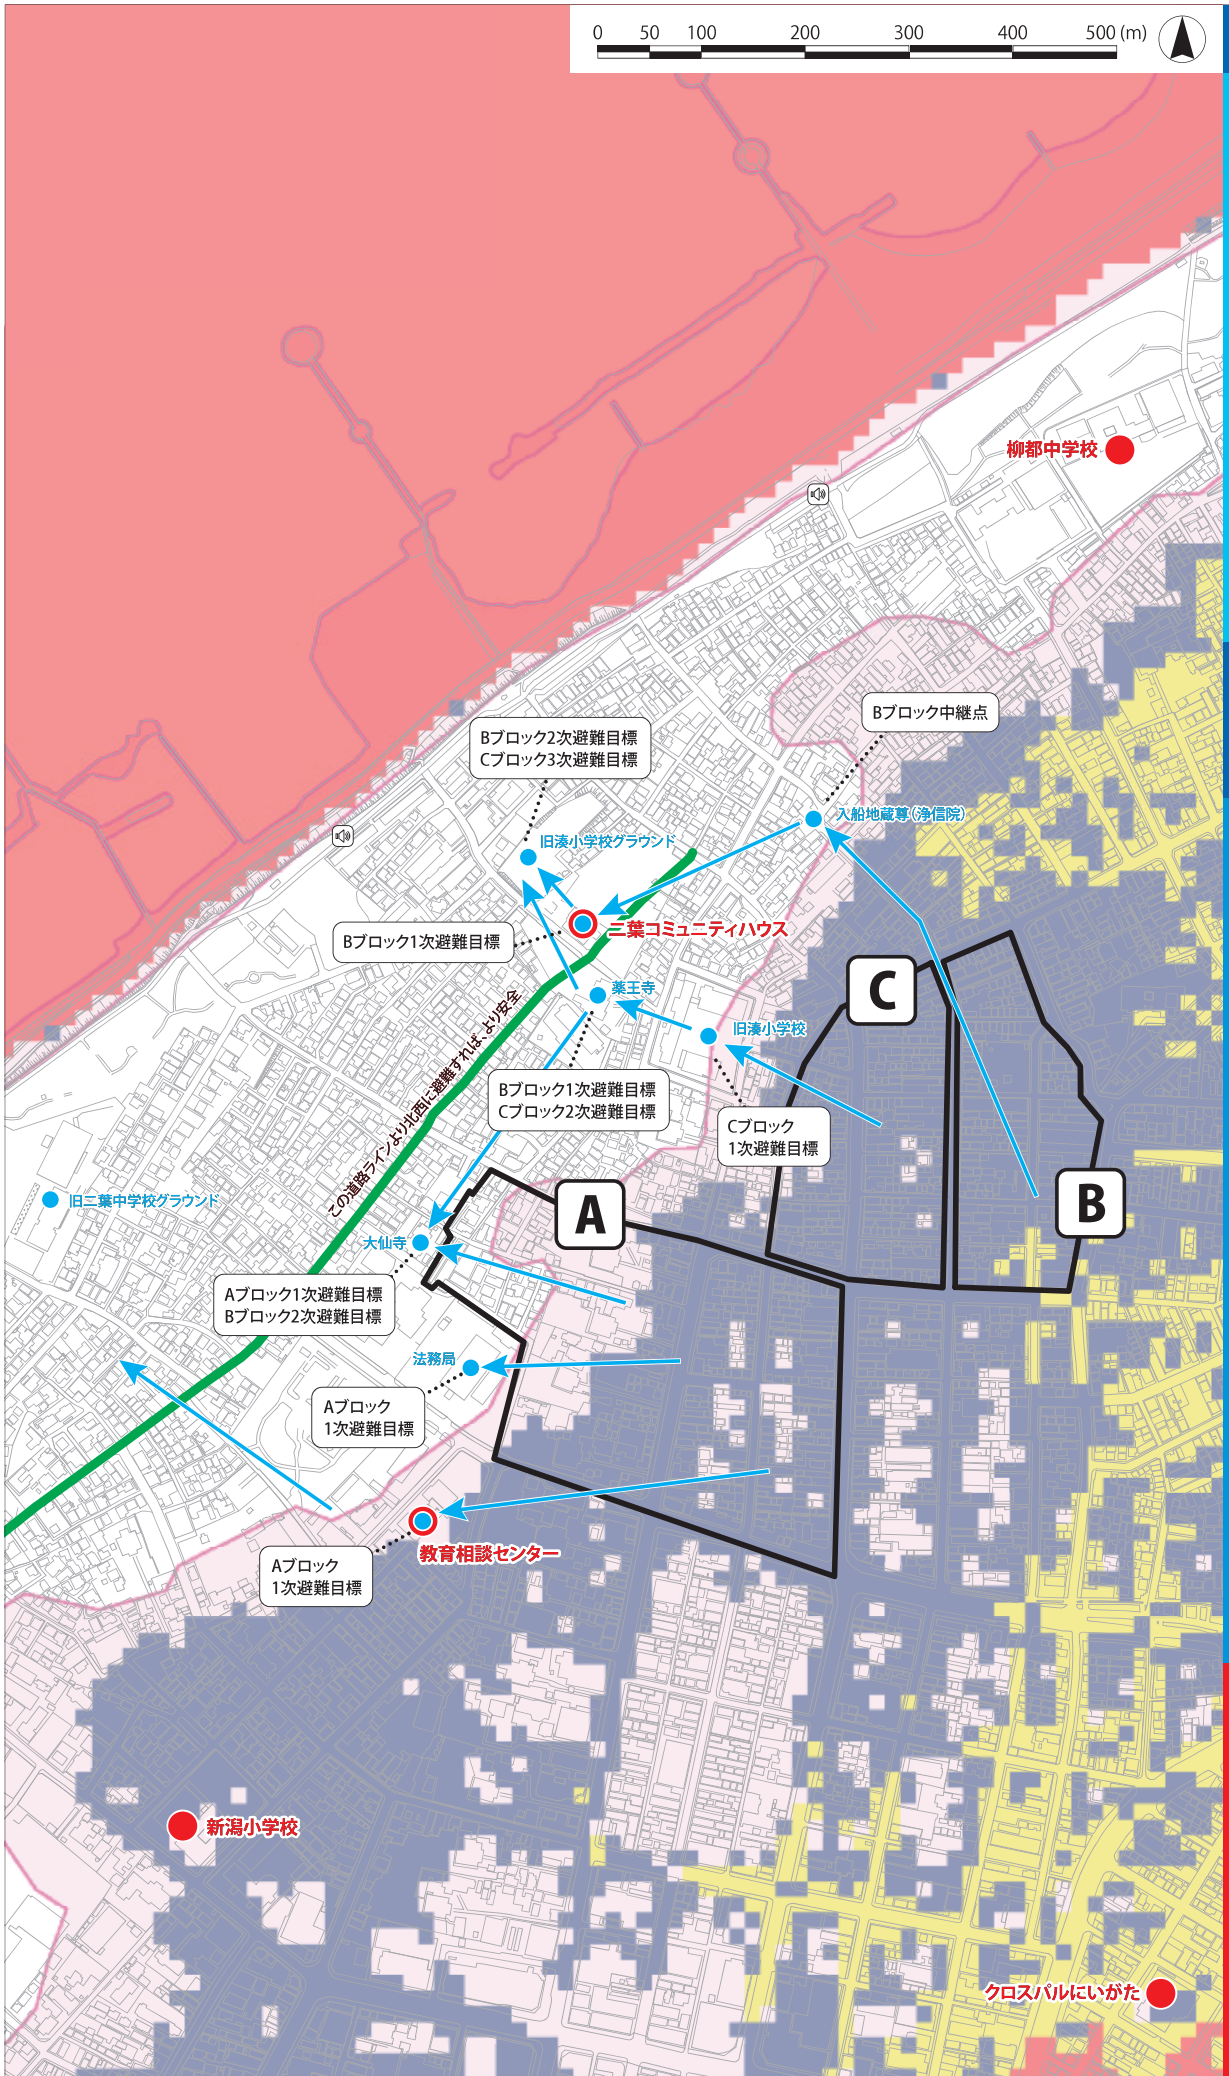 0 50 100 200 300 400 500 (m)
柳都中学校
Bブロック中継点
Bブロック2次避難目標
Cブロック3次避難目標
入船地蔵尊(浄信院)
旧湊小学校グラウンド
二葉コミュニティハウス
Bブロック1次避難目標
C
薬王寺
この道路ラインより北西に避難すれば、より安全
旧湊小学校
Bブロック1次避難目標
Cブロック2次避難目標
Cブロック
1次避難目標
旧二葉中学校グラウンド
A
B
大仙寺
Aブロック1次避難目標
Bブロック2次避難目標
法務局
Aブロック
1次避難目標
教育相談センター
Aブロック
1次避難目標
新潟小学校
クロスパルにいがた